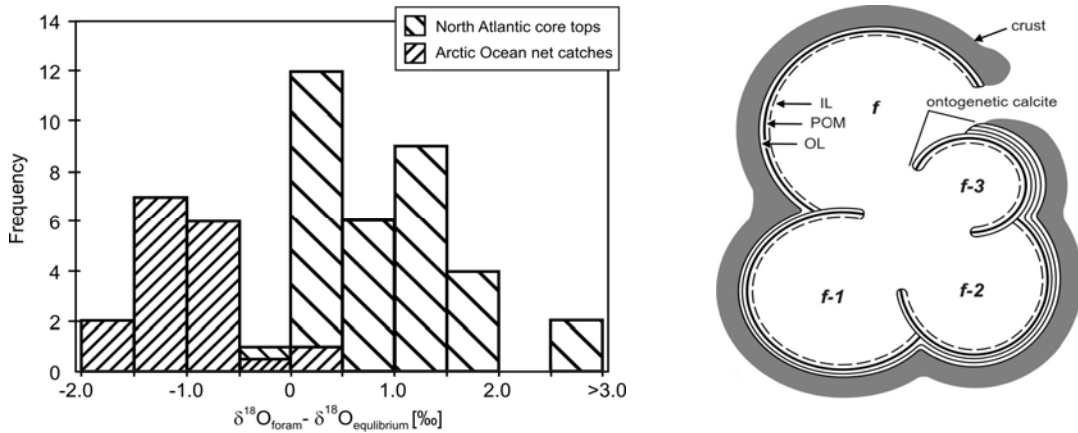 14
12
10
8
6
4
2
0
Frequency
North Atlantic core tops
Arctic Ocean net catches
-2.0 -1.0 0 1.0 2.0 >3.0
δ¹⁸Oforam- δ¹⁸Oequlibrium[‰]
crust
ontogenetic calcite
IL
POM
OL
f
f-3
f-1
f-2